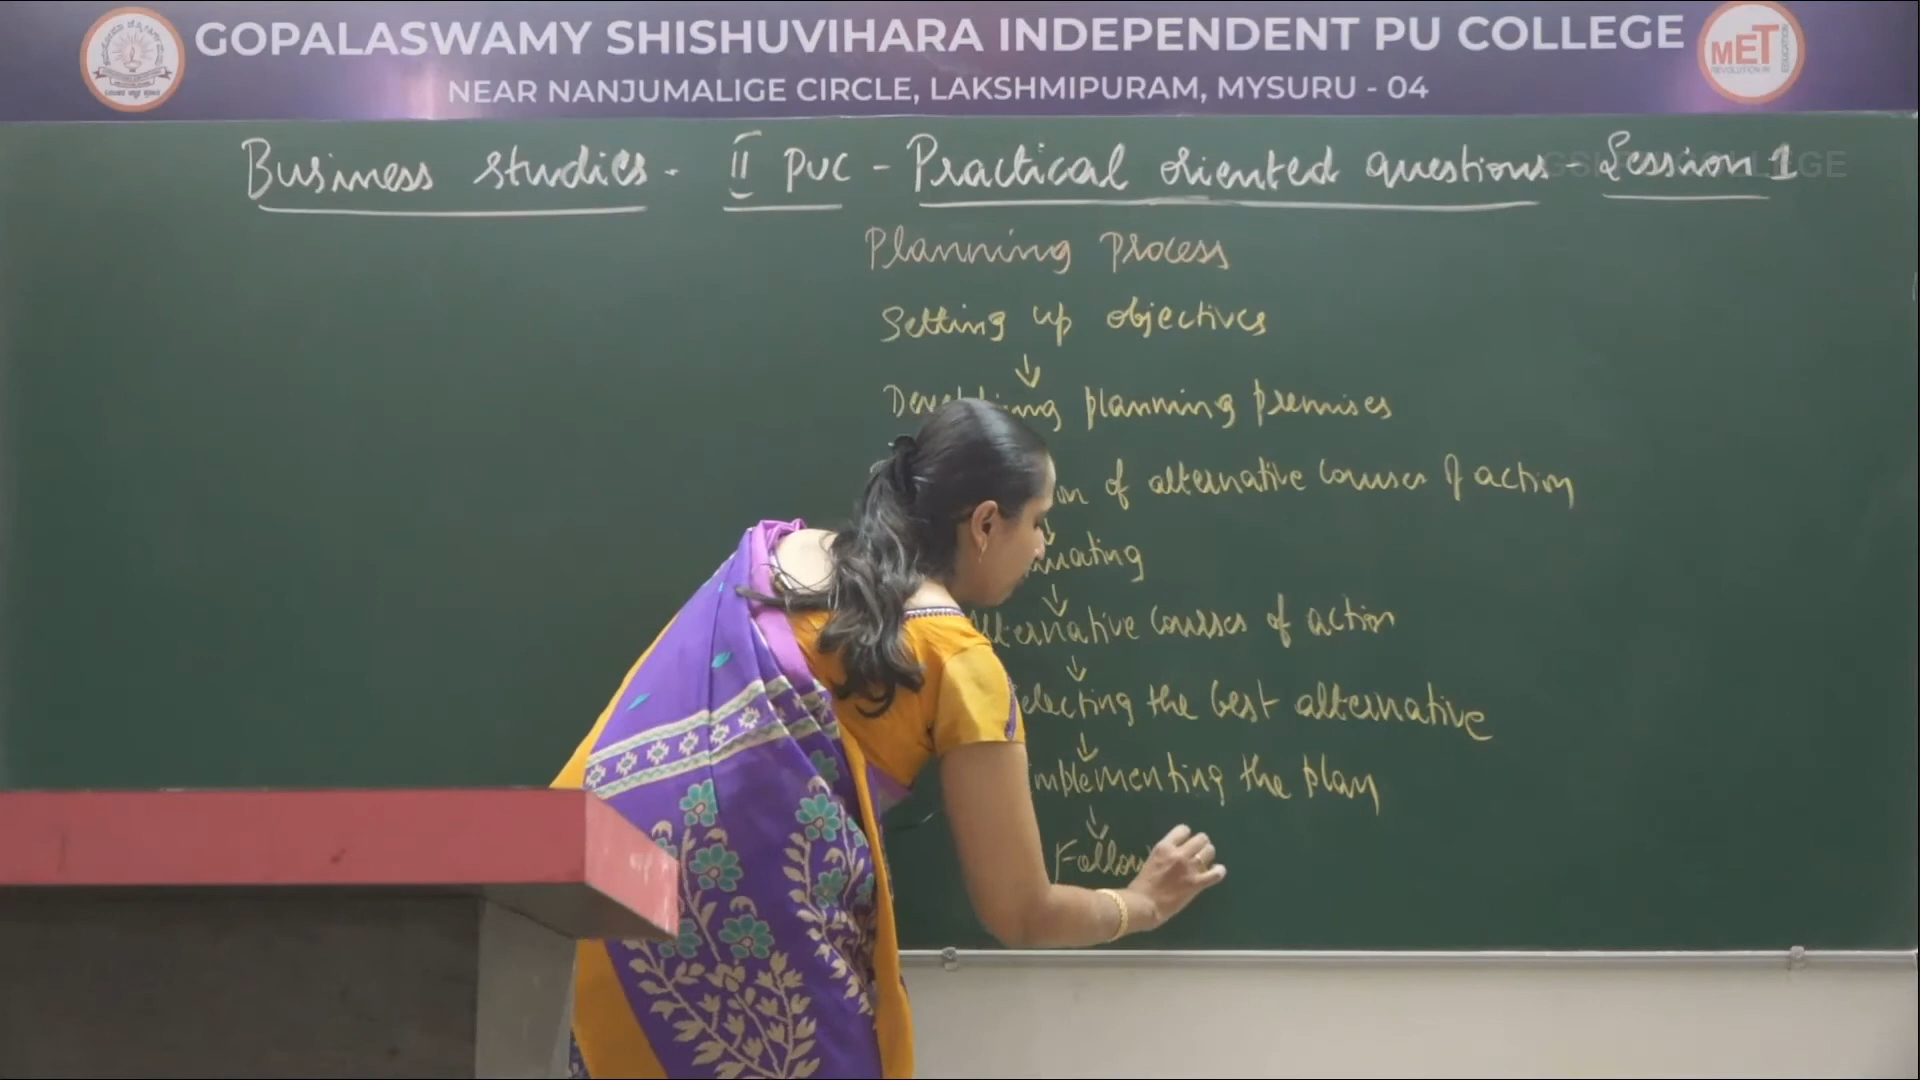 GOPALASWAMY SHISHUVIHARA INDEPENDENT PU COLLEGE
MET
NEAR NANJUMALIGE CIRCLE, LAKSHMIPURAM, MYSURU - 04
Business studies - II PUC - Practical oriented questions - Session 1
Planning Process
Setting up objectives
planning premises
of alternative courses of action
alternative courses of action
the best alternative
implementing the plan
Follow